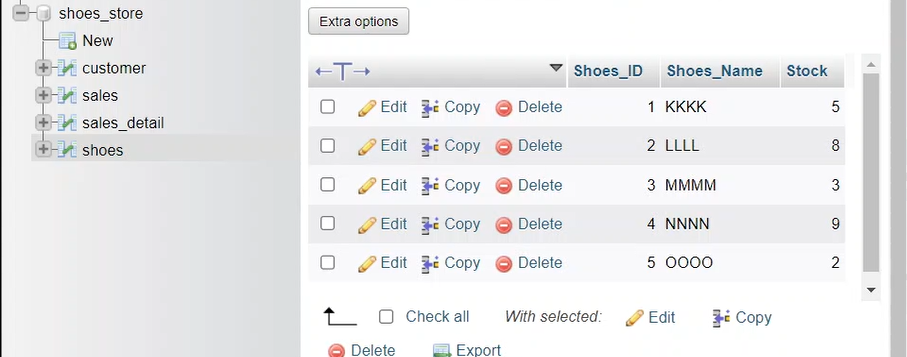 shoes_store
New
customer
sales
sales_detail
shoes
Extra options
Shoes_ID Shoes_Name Stock
Edit Copy Delete 1 KKKK 5
Edit Copy Delete 2 LLLL 8
Edit Copy Delete 3 MMMM 3
Edit Copy Delete 4 NNNN 9
Edit Copy Delete 5 OOOO 2
Check all With selected: Edit Copy
Delete Export